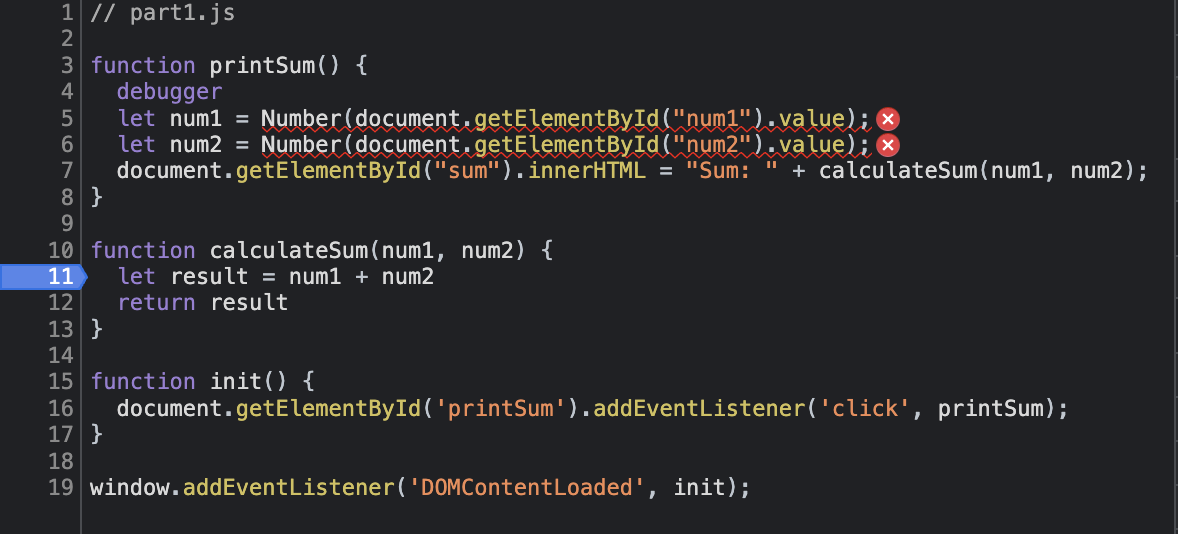 1 // part1.js
2
3 function printSum() {
4   debugger
5   let num1 = Number(document.getElementById("num1").value);
6   let num2 = Number(document.getElementById("num2").value);
7   document.getElementById("sum").innerHTML = "Sum: " + calculateSum(num1, num2);
8 }
9
10 function calculateSum(num1, num2) {
11   let result = num1 + num2
12   return result
13 }
14
15 function init() {
16   document.getElementById('printSum').addEventListener('click', printSum);
17 }
18
19 window.addEventListener('DOMContentLoaded', init);